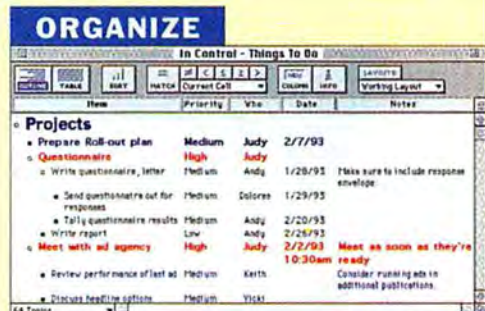 ORGANIZE
In Control - Things To Do
OUTLINE TABLE SORT MATCH ≠ < ≤ ≥ > Current Cell NEW COLUMN INFO LAYOUTS Working Layout
Item Priority Who Date Notes
Projects
Prepare Roll-out plan Medium Judy 2/7/93
Questionnaire High Judy
Write questionnaire, letter Medium Andy 1/28/93 Make sure to include response
envelope.
Send questionnaire out for Medium Dolores 1/29/93
responses
Tally questionnaire results Medium Andy 2/20/93
Write report Low Andy 2/26/93
Meet with ad agency High Judy 2/2/93 Meet as soon as they're
10:30am ready
Review performance of last ad Medium Keith Consider running ads in
additional publications.
Discuss headline options Medium Vicki
64 Topics